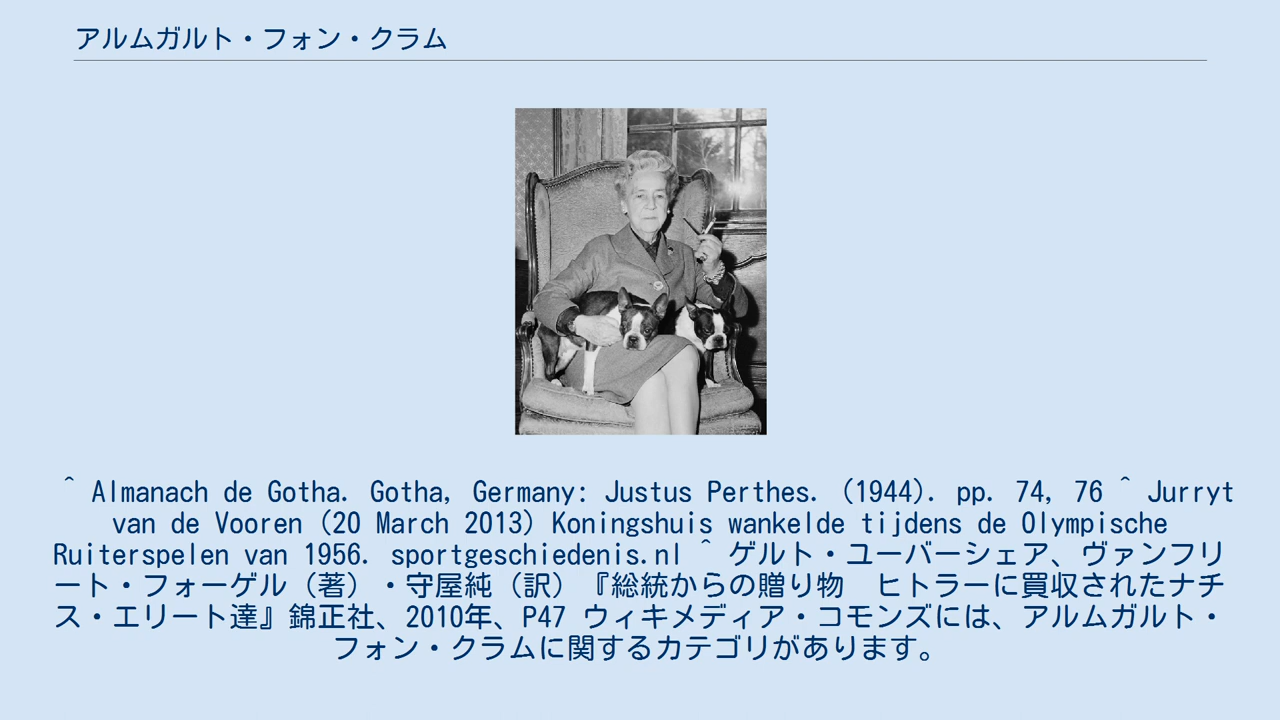 アルムガルト・フォン・クラム
^ Almanach de Gotha. Gotha, Germany: Justus Perthes. (1944). pp. 74, 76 ^ Jurryt
van de Vooren (20 March 2013) Koningshuis wankelde tijdens de Olympische
Ruiterspelen van 1956. sportgeschiedenis.nl ^ ゲルト・ユーバーシェア、ヴァンフリ
ート・フォーゲル（著）・守屋純（訳）『総統からの贈り物　ヒトラーに買収されたナチ
ス・エリート達』錦正社、2010年、P47 ウィキメディア・コモンズには、アルムガルト・
フォン・クラムに関するカテゴリがあります。